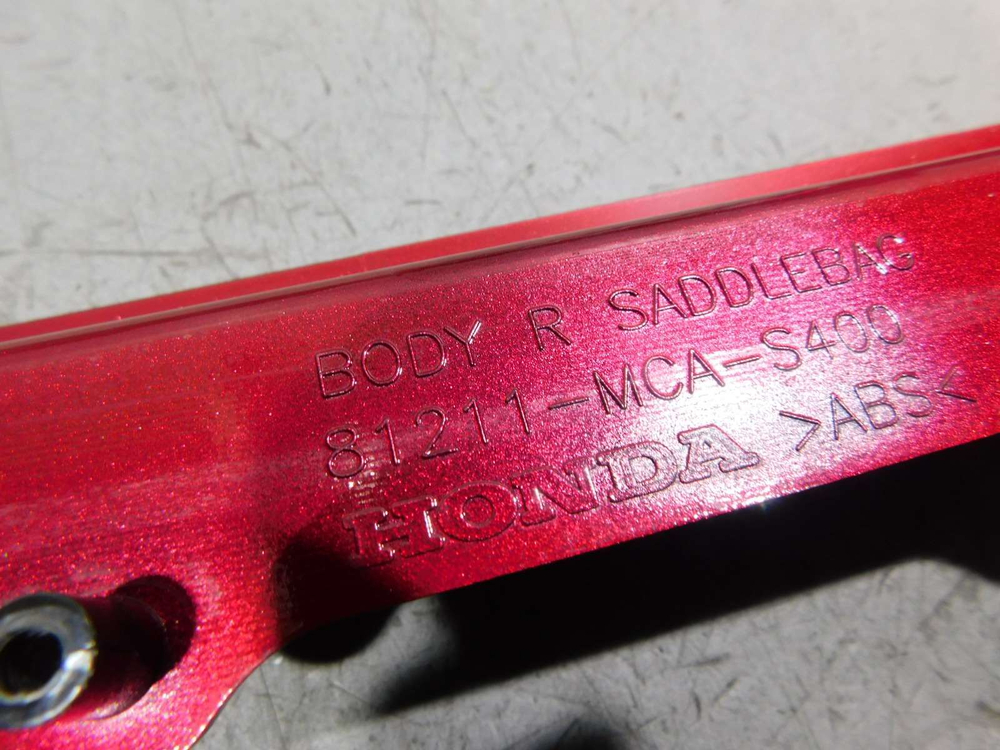 BODY R SADDLEBAG
81211-MCA-S400
HONDA >ABS<